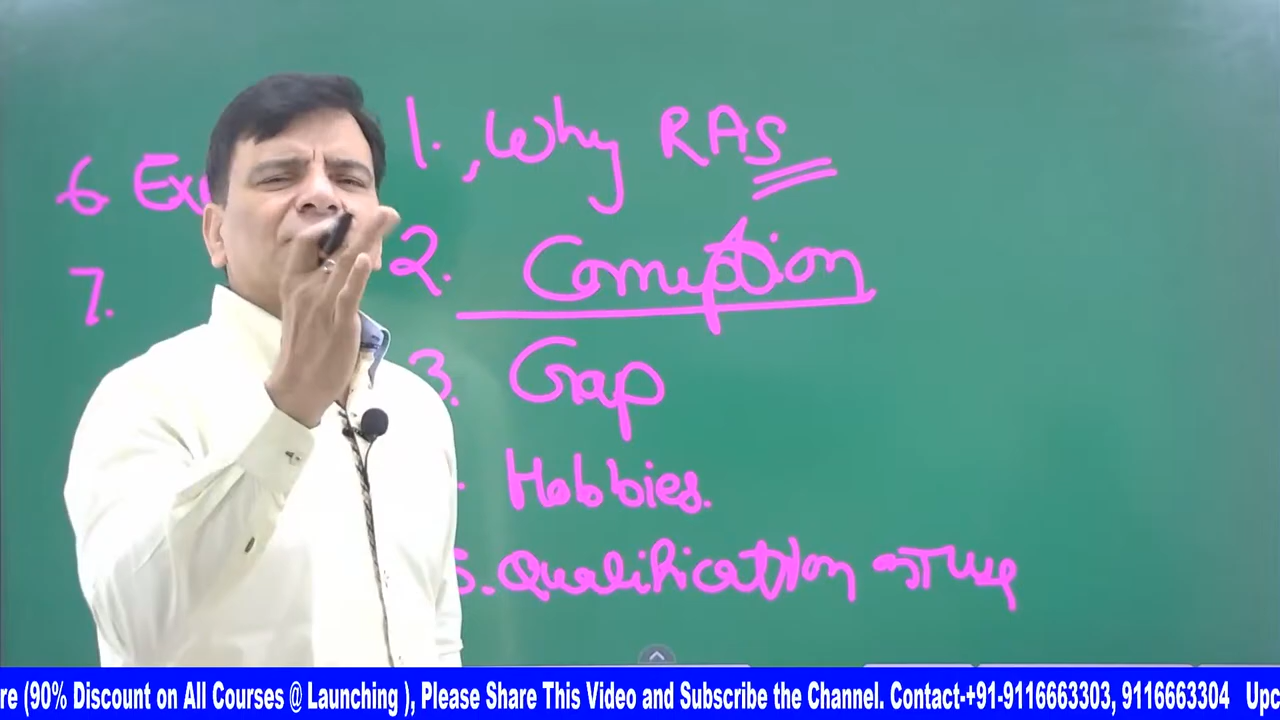 1. , Why RAS
2. Corruption
3. Gap
. Hobbies.
5. Qualification का use
6 Ex
7.
re (90% Discount on All Courses @ Launching ), Please Share This Video and Subscribe the Channel. Contact-+91-9116663303, 9116663304 Upc